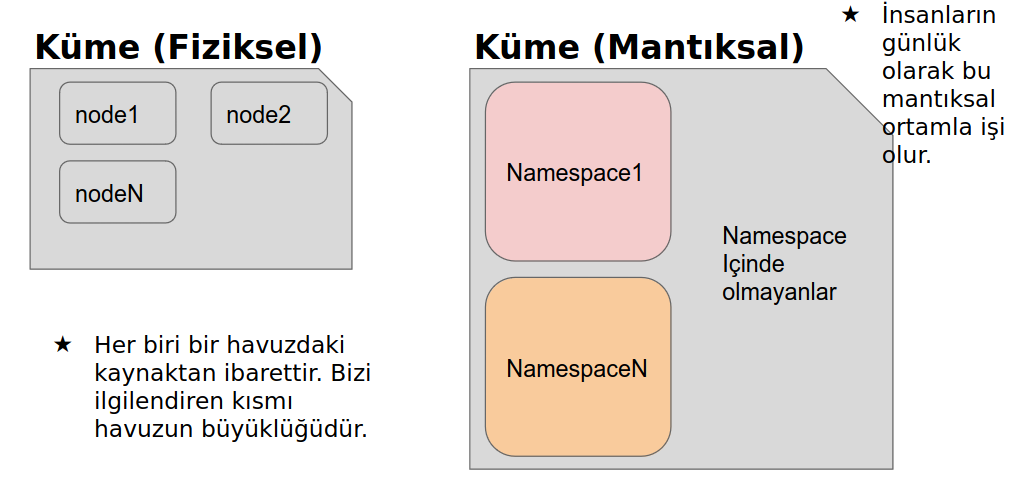 Küme (Fiziksel)
node1
node2
nodeN
★ Her biri bir havuzdaki
kaynaktan ibarettir. Bizi
ilgilendiren kısmı
havuzun büyüklüğüdür.
Küme (Mantıksal)
Namespace1
NamespaceN
Namespace
Içinde
olmayanlar
★ İnsanların
günlük
olarak bu
mantıksal
ortamla işi
olur.